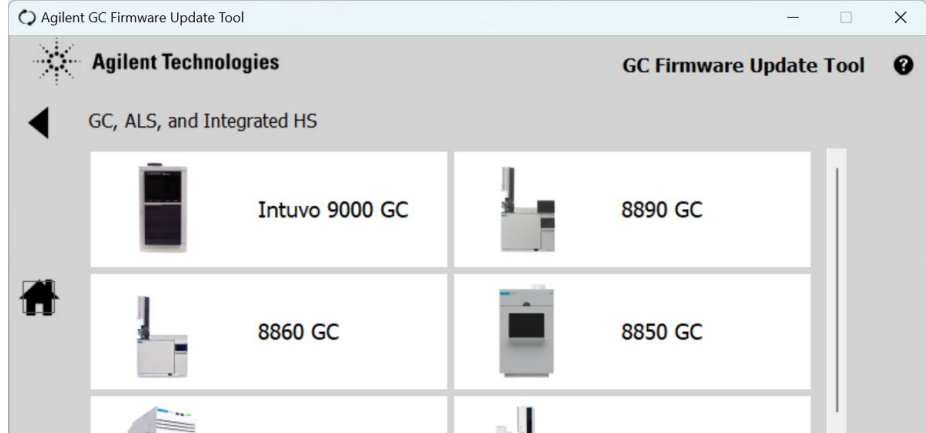 Agilent GC Firmware Update Tool
Agilent Technologies
GC Firmware Update Tool ?
GC, ALS, and Integrated HS
Intuvo 9000 GC
8890 GC
8860 GC
8850 GC